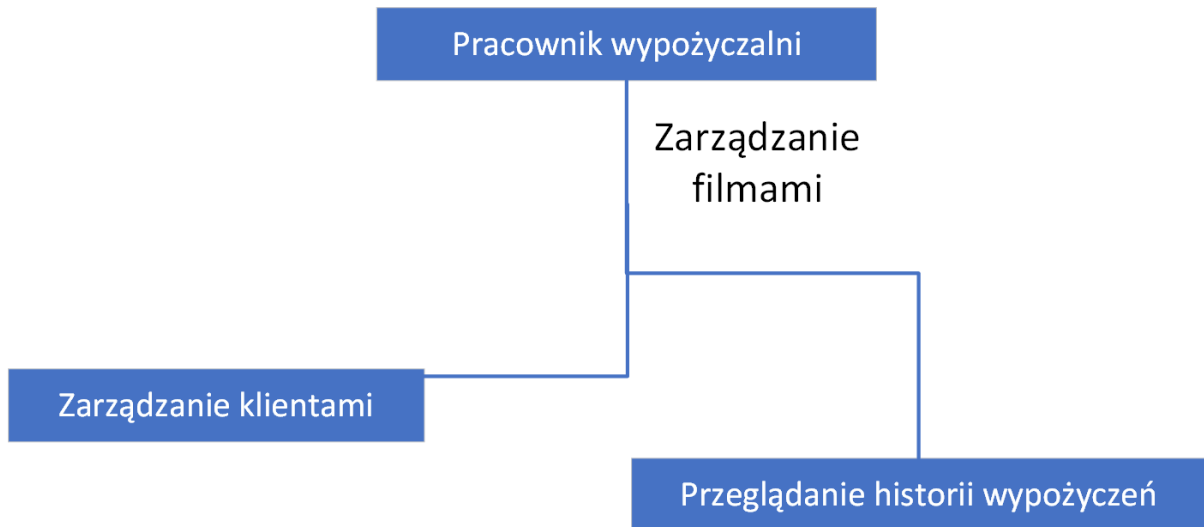 Pracownik wypożyczalni
Zarządzanie
filmami
Zarządzanie klientami
Przeglądanie historii wypożyczeń